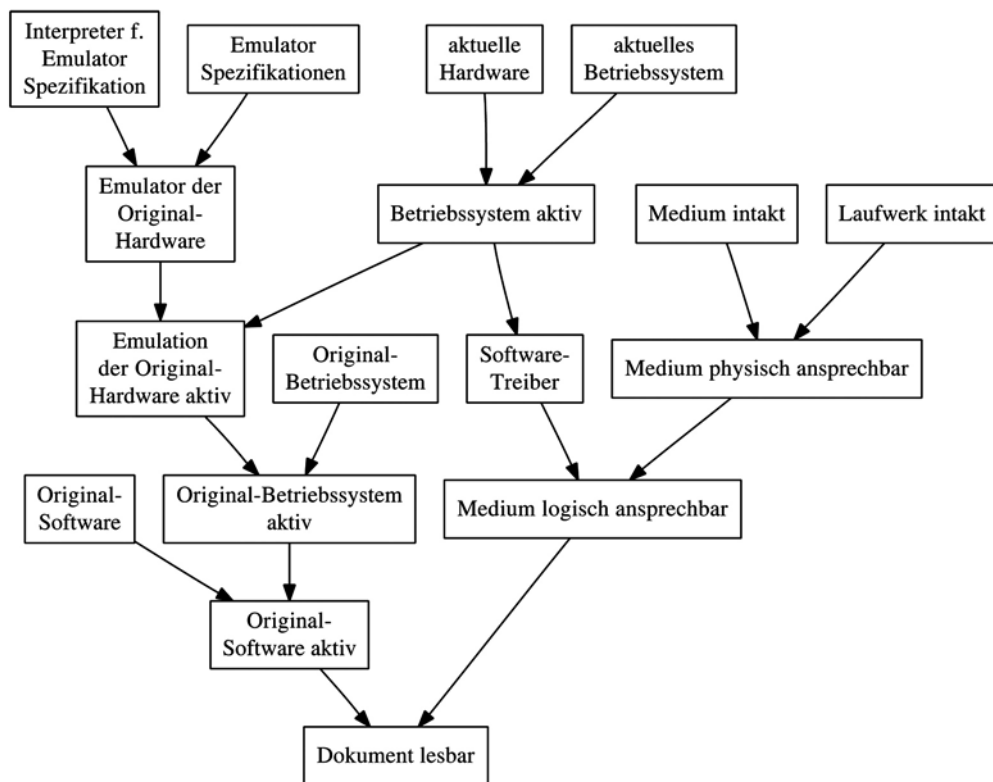 Interpreter f.
Emulator
Spezifikation
Emulator
Spezifikationen
aktuelle
Hardware
aktuelles
Betriebssystem
Emulator der
Original-
Hardware
Betriebssystem aktiv
Medium intakt
Laufwerk intakt
Emulation
der Original-
Hardware aktiv
Original-
Betriebssystem
Software-
Treiber
Medium physisch ansprechbar
Original-
Software
Original-Betriebssystem
aktiv
Medium logisch ansprechbar
Original-
Software aktiv
Dokument lesbar